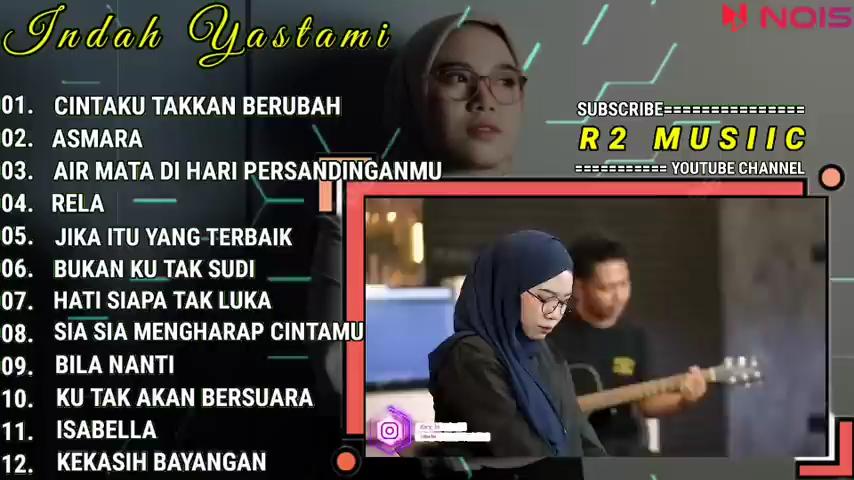 Indah Yastami
NOIS
01. CINTAKU TAKKAN BERUBAH
02. ASMARA
03. AIR MATA DI HARI PERSANDINGANMU
04. RELA
05. JIKA ITU YANG TERBAIK
06. BUKAN KU TAK SUDI
07. HATI SIAPA TAK LUKA
08. SIA SIA MENGHARAP CINTAMU
09. BILA NANTI
10. KU TAK AKAN BERSUARA
11. ISABELLA
12. KEKASIH BAYANGAN
SUBSCRIBE===============
R2 MUSIIC
=========== YOUTUBE CHANNEL